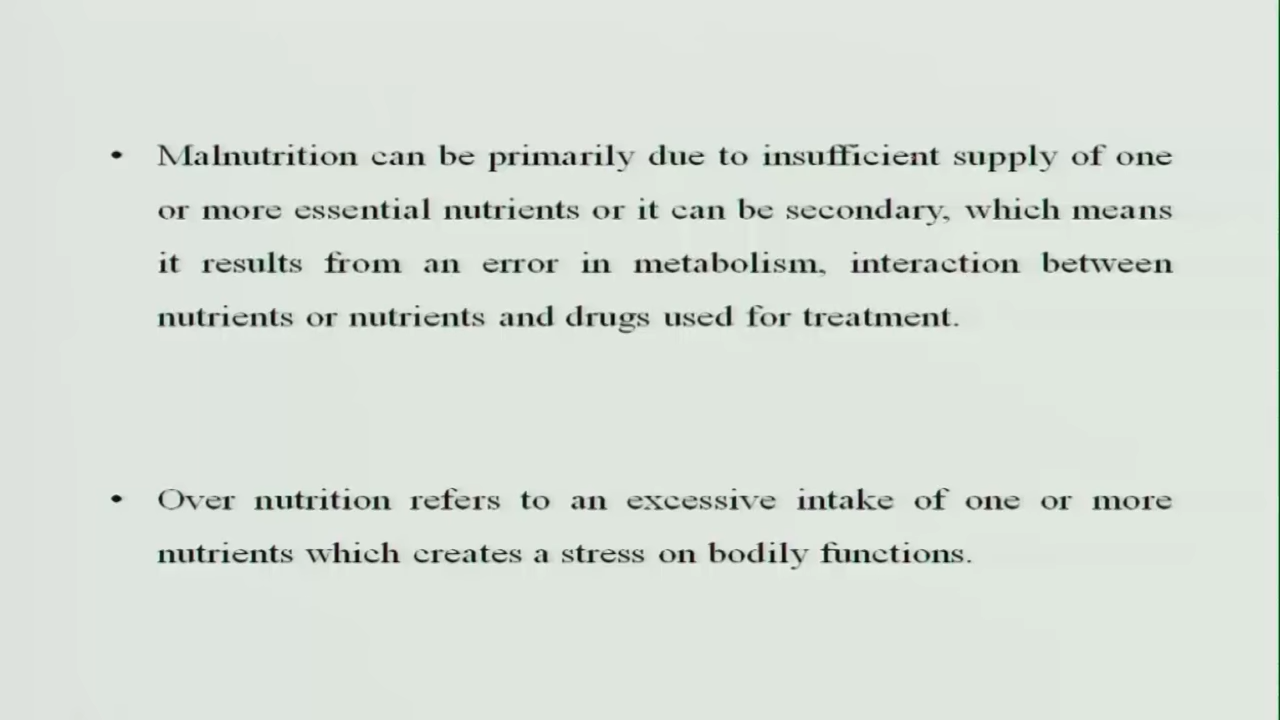 • Malnutrition can be primarily due to insufficient supply of one
or more essential nutrients or it can be secondary, which means
it results from an error in metabolism, interaction between
nutrients or nutrients and drugs used for treatment.
• Over nutrition refers to an excessive intake of one or more
nutrients which creates a stress on bodily functions.